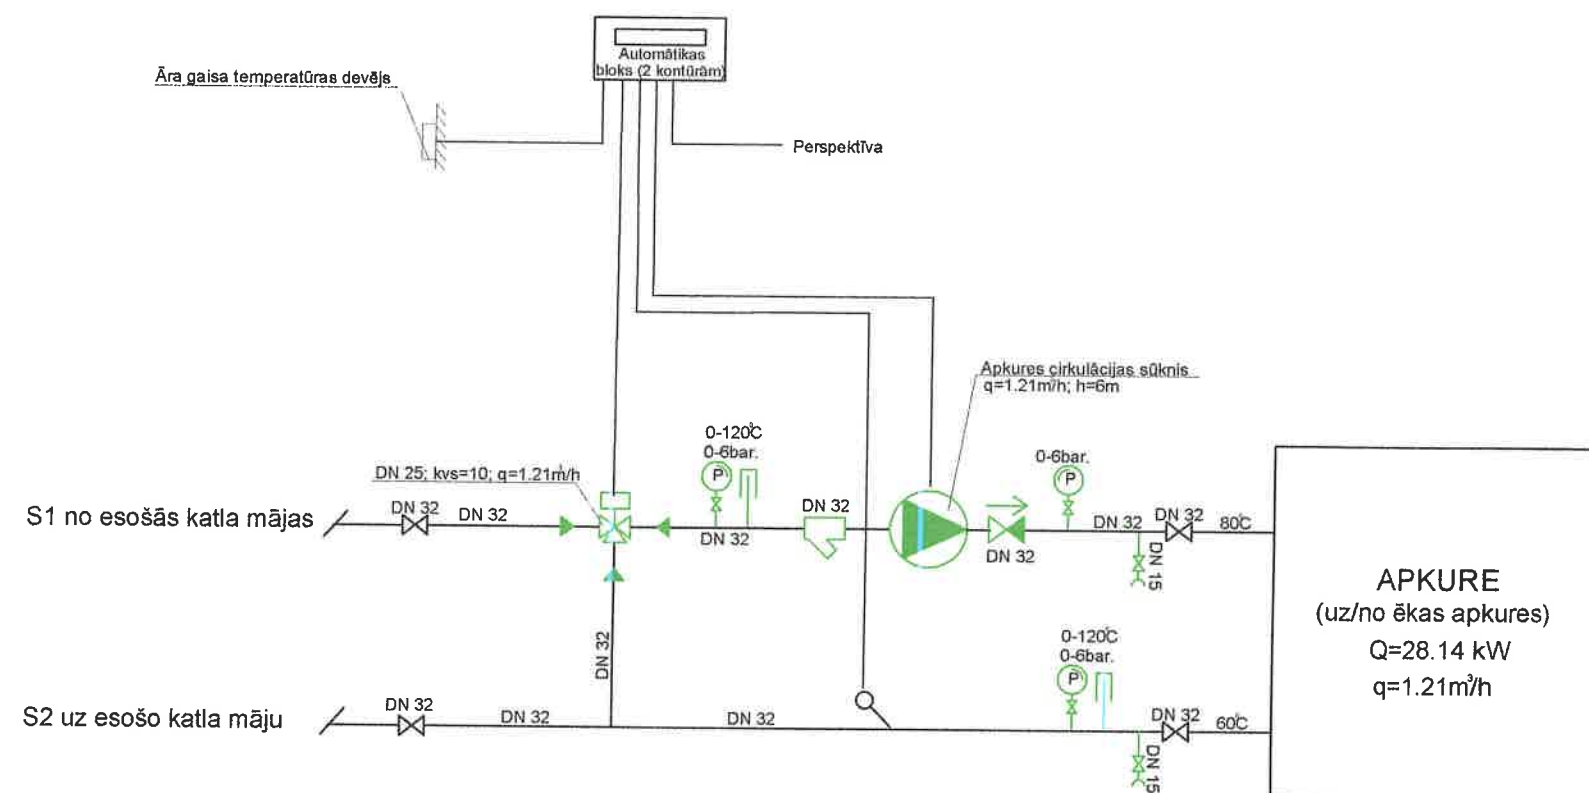 Automātikas
bloks (2 kontūrām)
Āra gaisa temperatūras devējs
Perspektīva
Apkures cirkulācijas sūknis
q=1.21m³/h; h=6m
0-120°C
0-6bar.
P
DN 25; kvs=10; q=1.21m³/h
0-6bar.
P
S1 no esošās katla mājas
DN 32
DN 32
DN 32
DN 32
DN 32
DN 32
DN 32
80°C
DN 15
APKURE
(uz/no ēkas apkures)
Q=28.14 kW
q=1.21m³/h
DN 32
0-120°C
0-6bar.
P
S2 uz esošo katla māju
DN 32
DN 32
DN 32
DN 32
60°C
DN 15